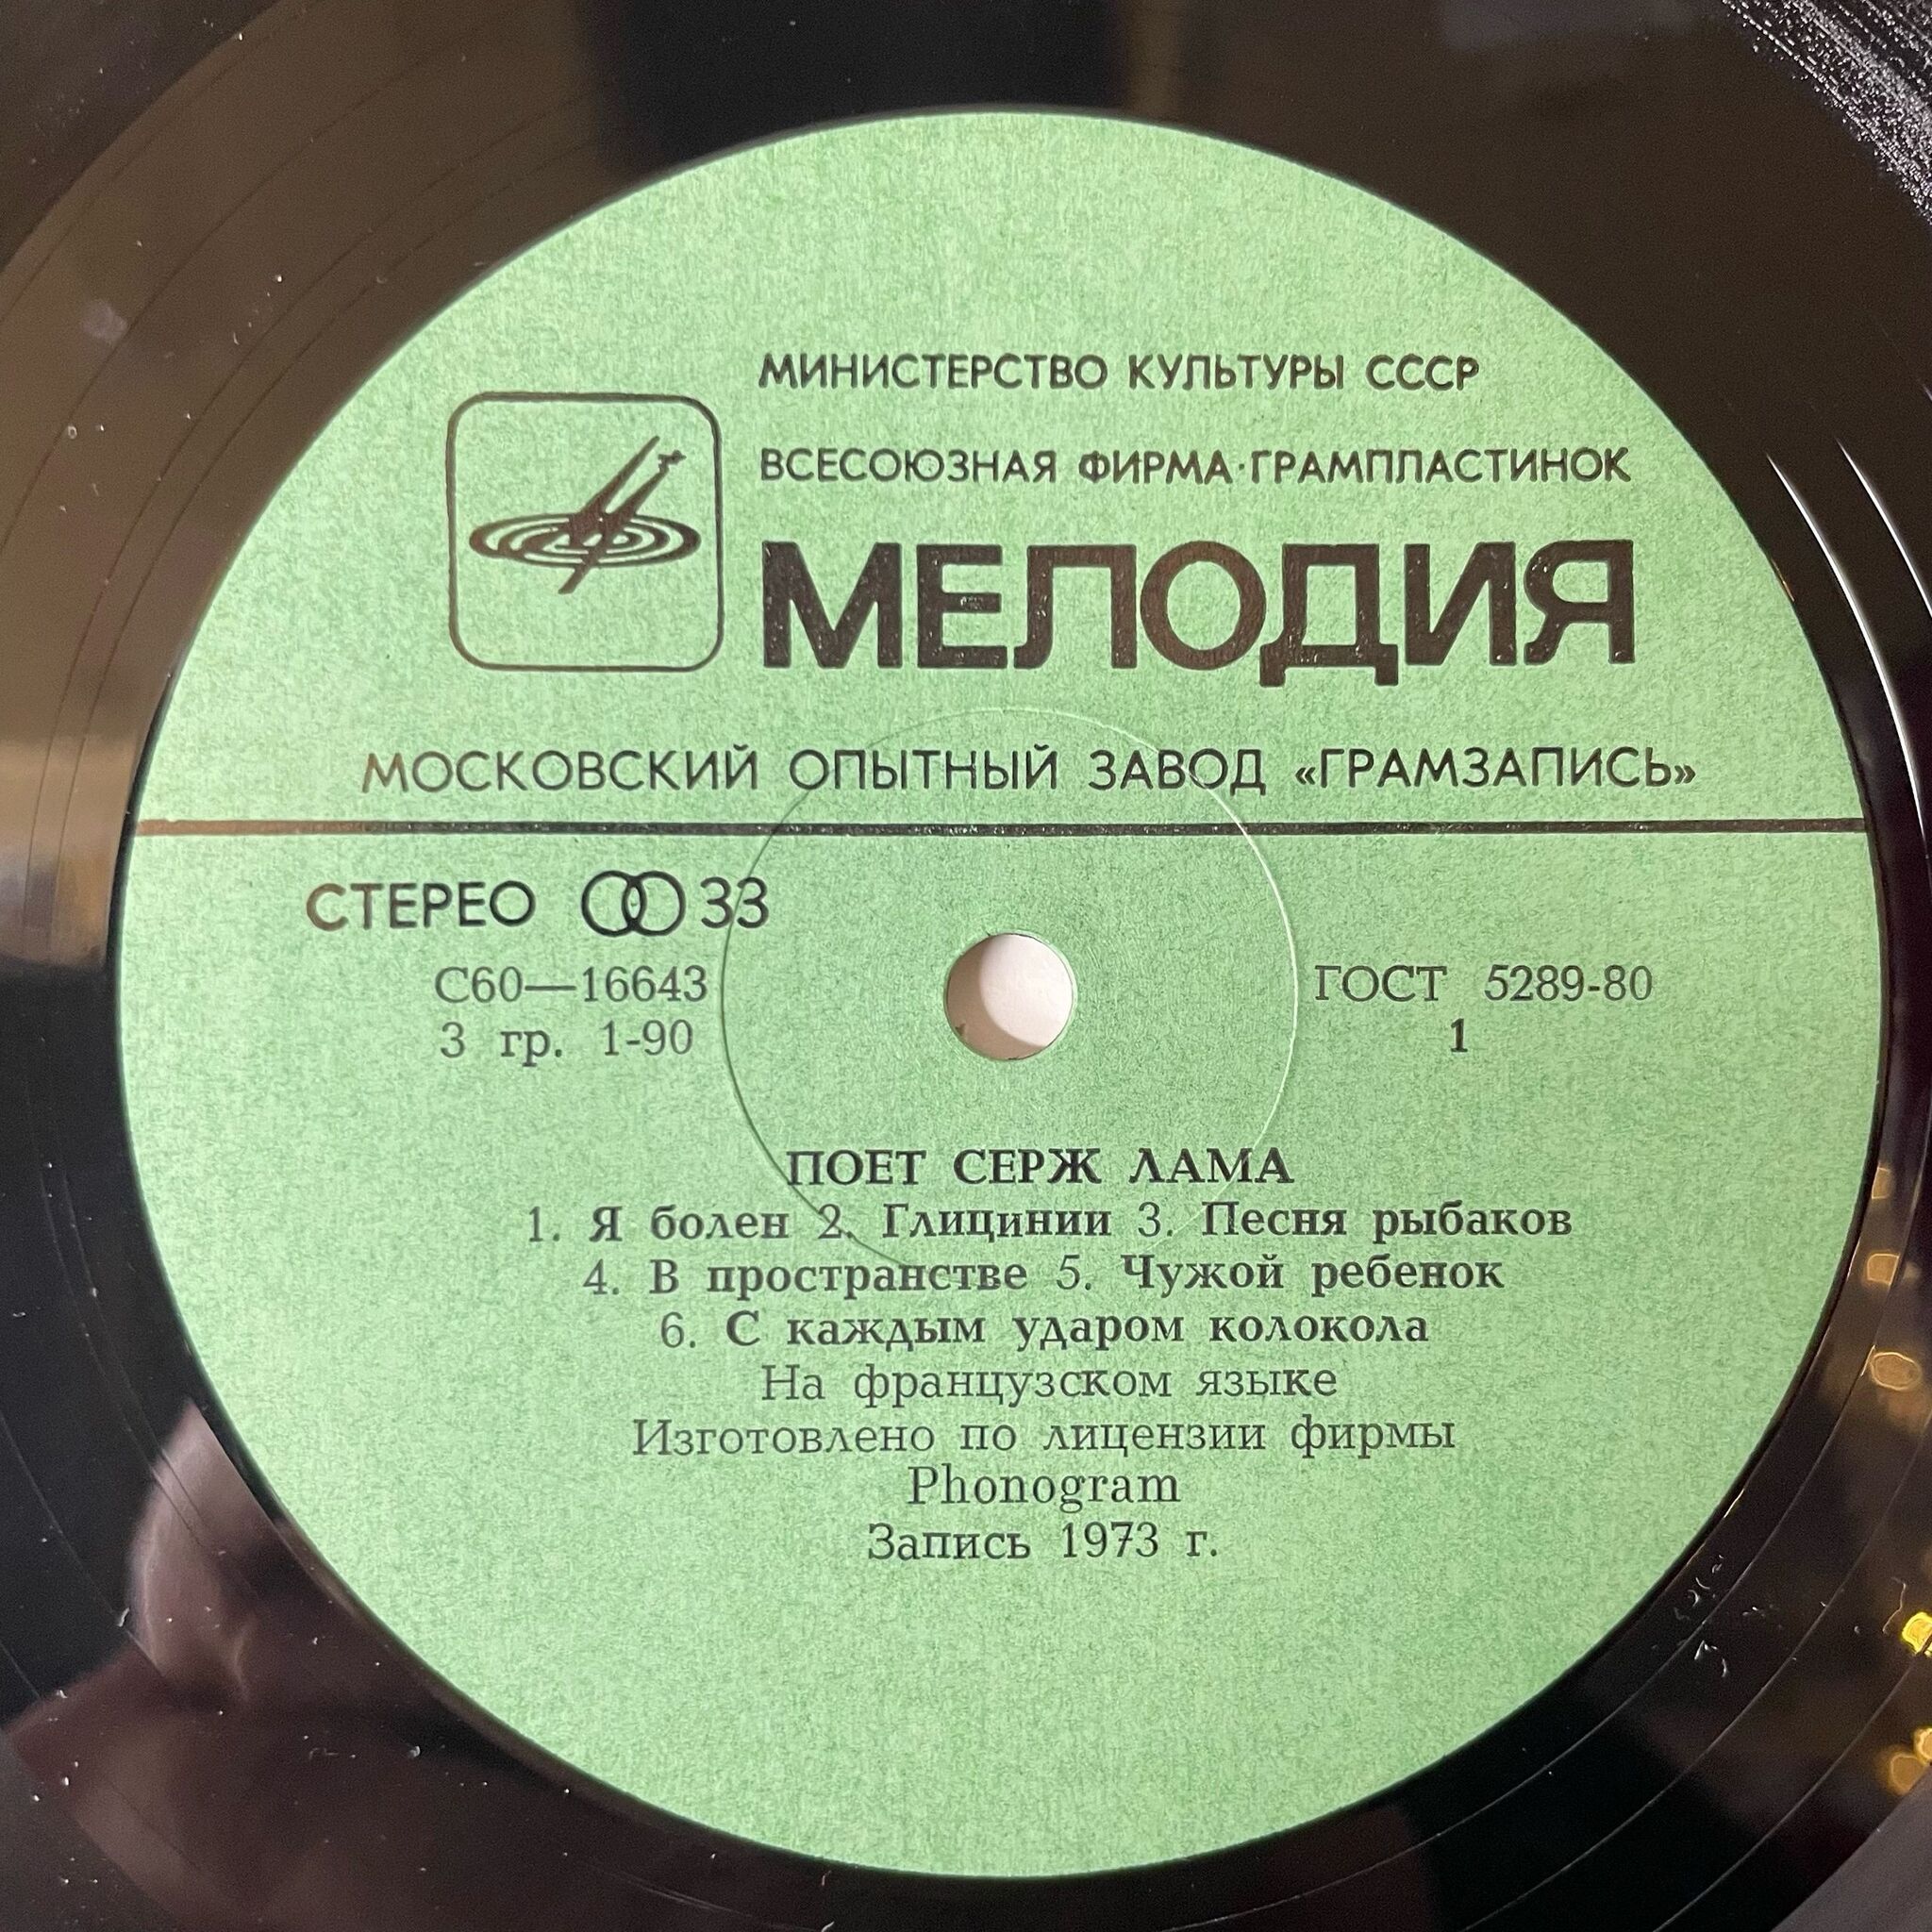 МИНИСТЕРСТВО КУЛЬТУРЫ СССР
ВСЕСОЮЗНАЯ ФИРМА·ГРАМПЛАСТИНОК
МЕЛОДИЯ
МОСКОВСКИЙ ОПЫТНЫЙ ЗАВОД «ГРАМЗАПИСЬ»
СТЕРЕО 33
С60—16643
3 гр. 1-90
ГОСТ 5289-80
1
ПОЕТ СЕРЖ ЛАМА
1. Я болен 2. Глицинии 3. Песня рыбаков
4. В пространстве 5. Чужой ребенок
6. С каждым ударом колокола
На французском языке
Изготовлено по лицензии фирмы
Phonogram
Запись 1973 г.